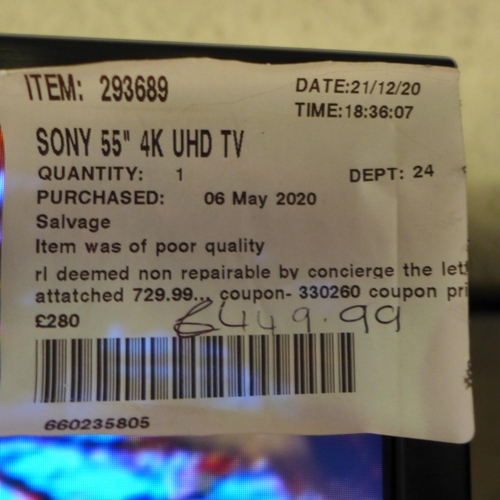 ITEM: 293689 DATE:21/12/20
TIME:18:36:07
SONY 55" 4K UHD TV
QUANTITY: 1 DEPT: 24
PURCHASED: 06 May 2020
Salvage
Item was of poor quality
rl deemed non repairable by concierge the lett
attatched 729.99... coupon- 330260 coupon pri
£280 £449.99
660235805